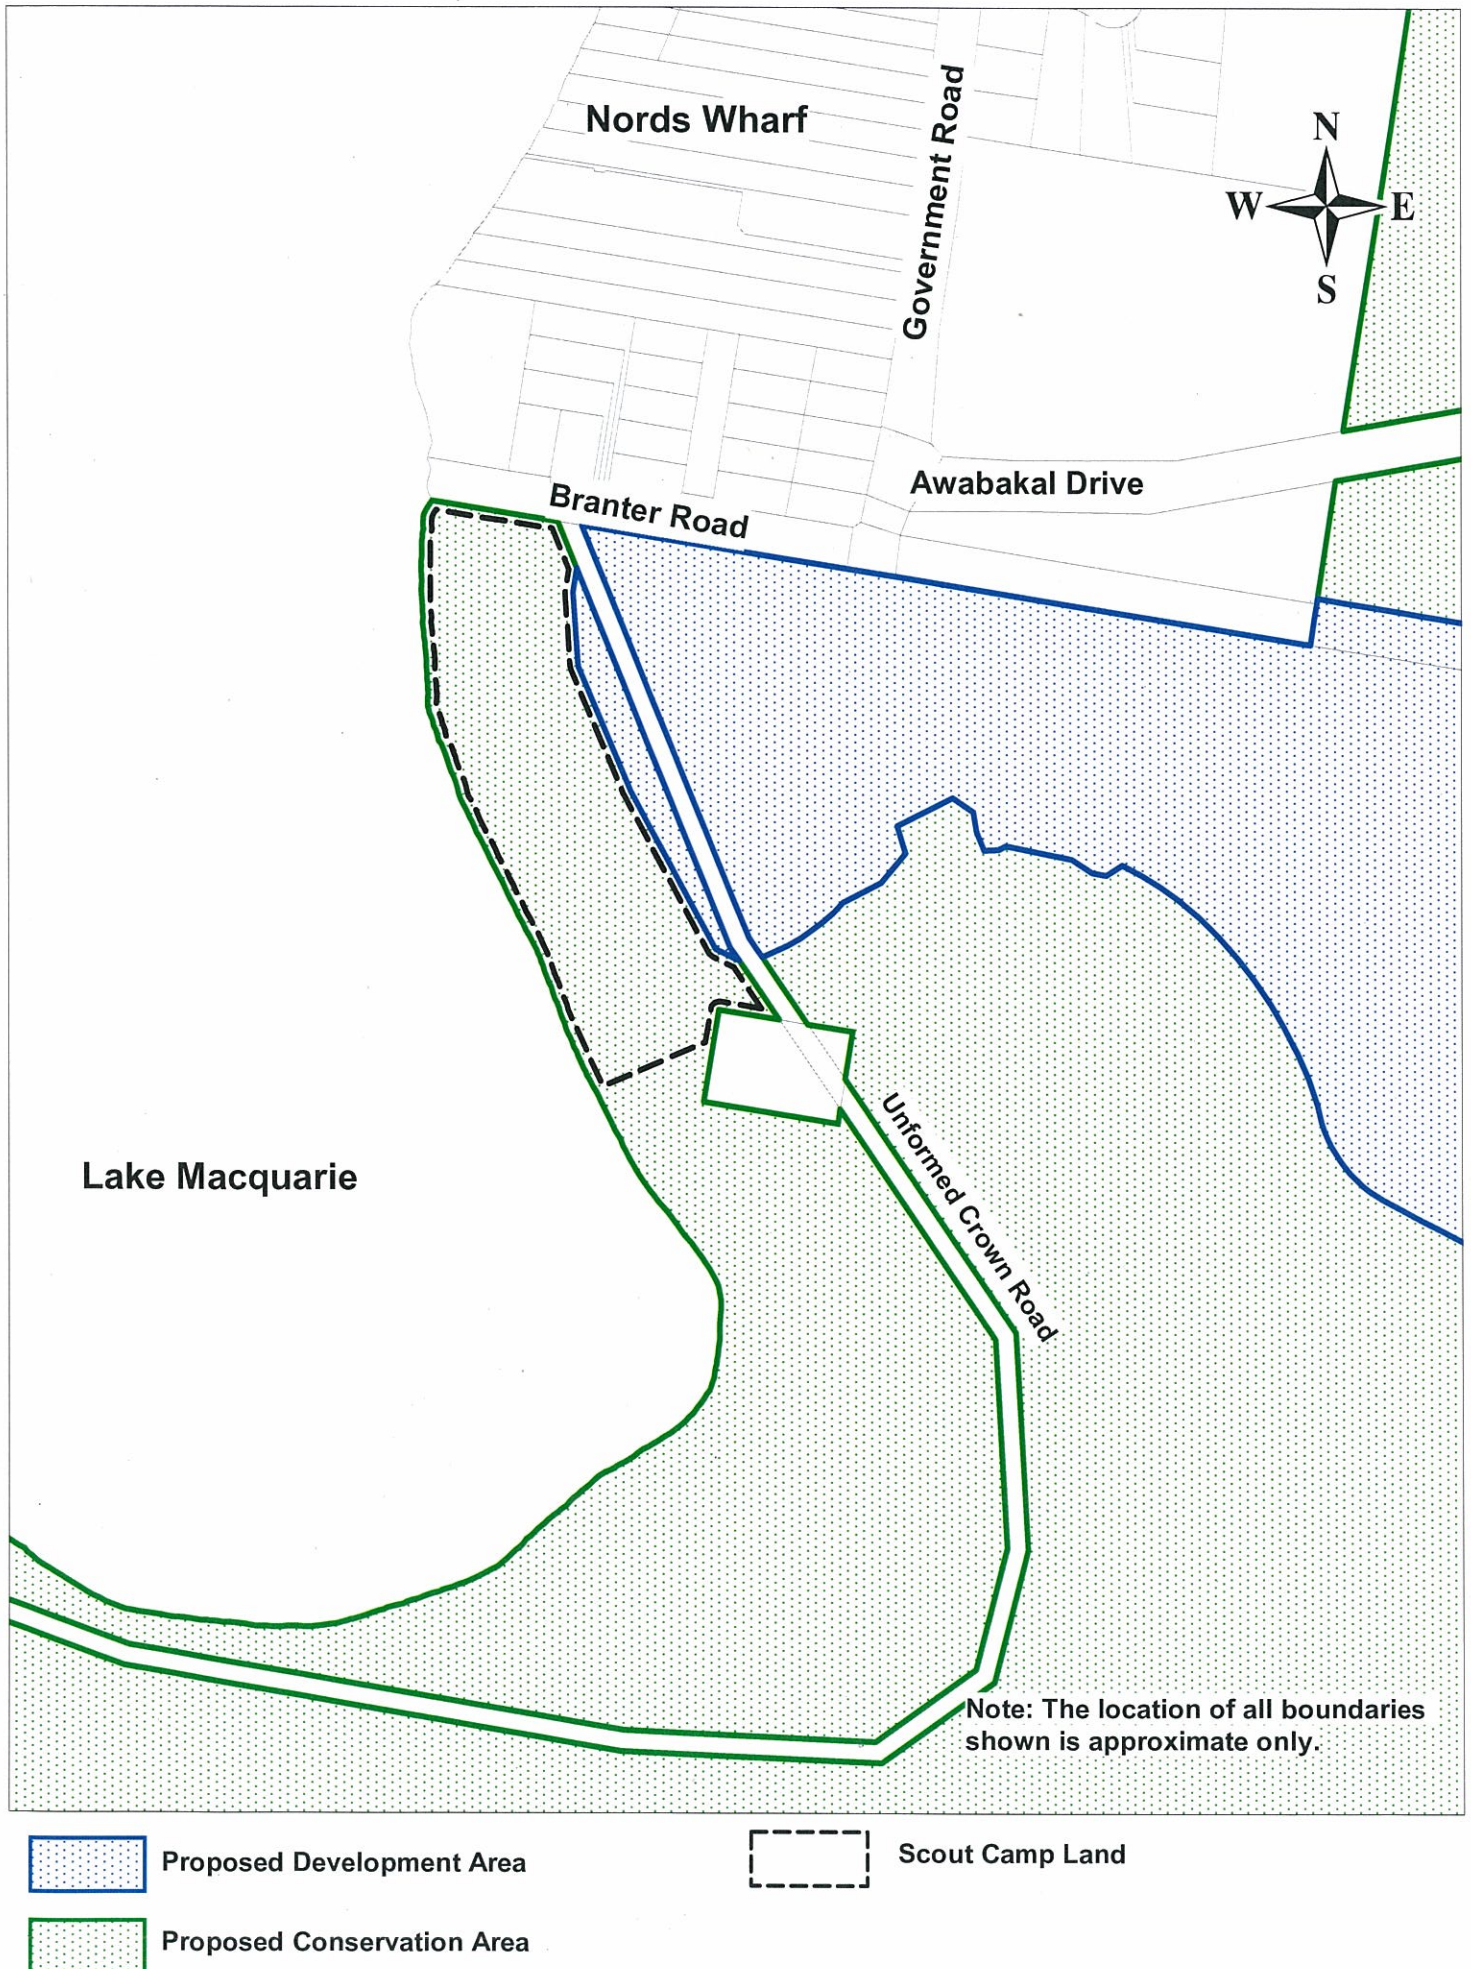 Nords Wharf
Government Road
N
W
E
S
Awabakal Drive
Branter Road
Lake Macquarie
Unformed Crown Road
Note: The location of all boundaries
shown is approximate only.
Proposed Development Area
Scout Camp Land
Proposed Conservation Area